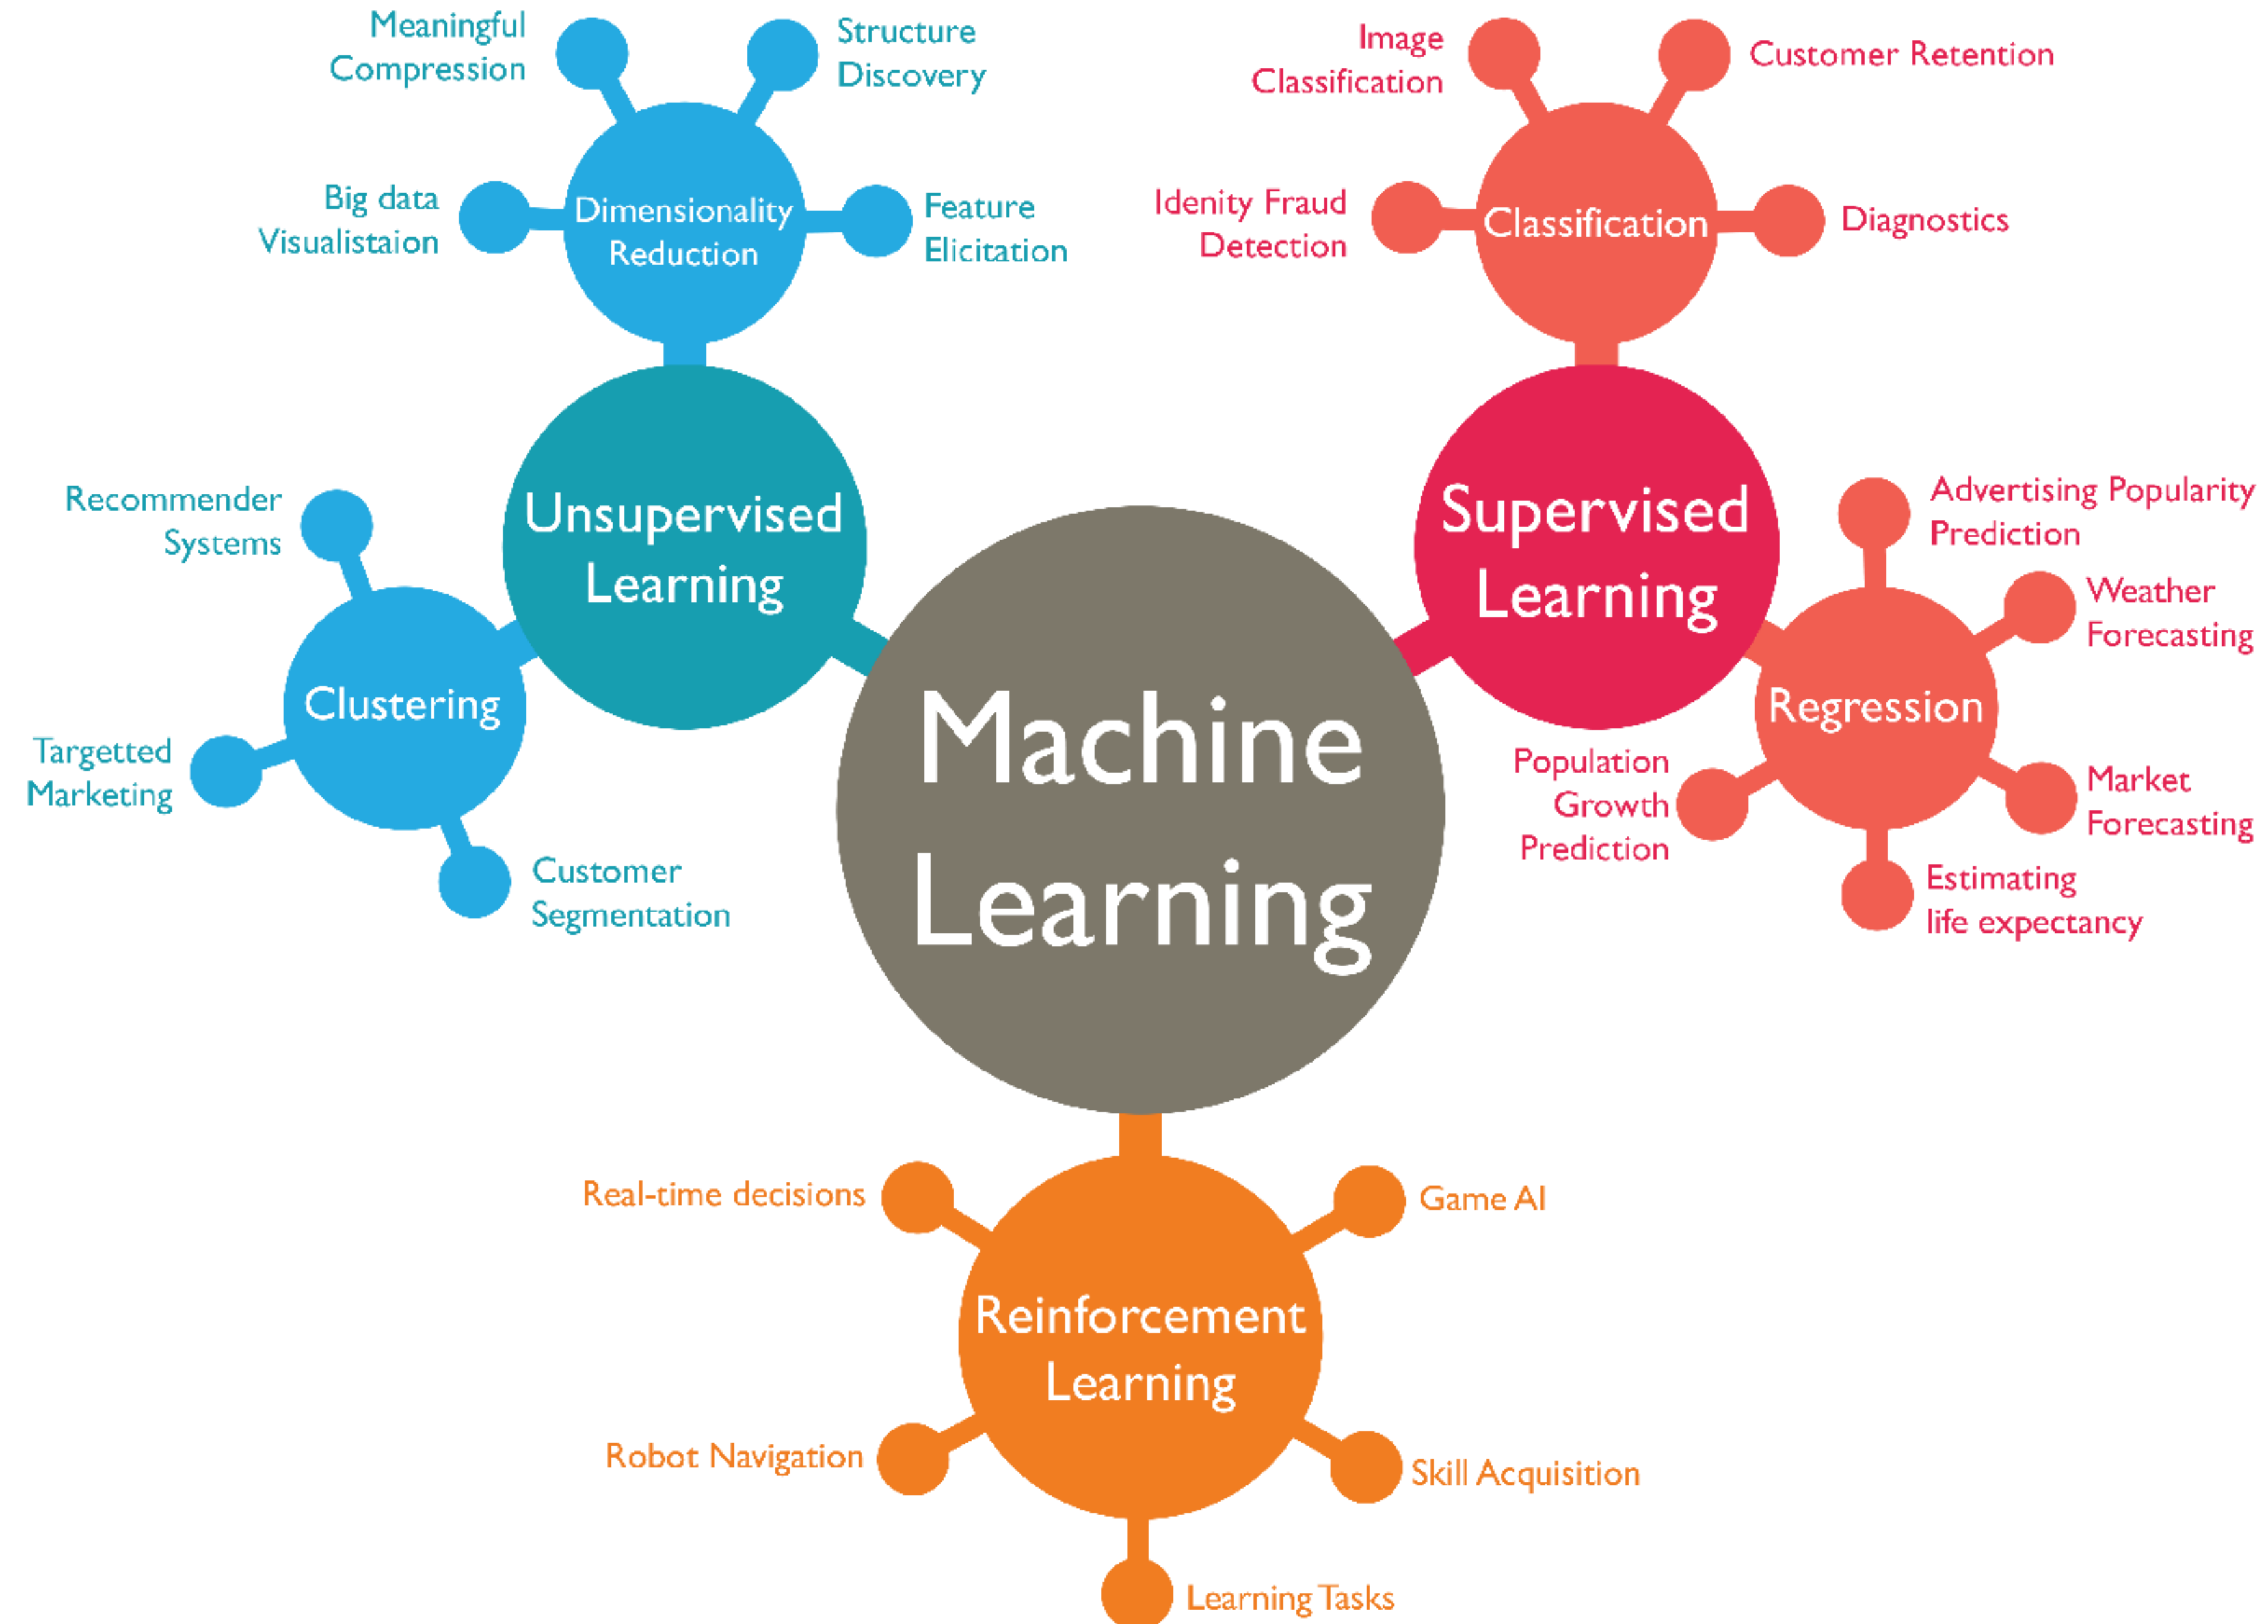 Meaningful
Compression
Structure
Discovery
Big data
Visualistaion
Dimensionality
Reduction
Feature
Elicitation
Image
Classification
Customer Retention
Idenity Fraud
Detection
Classification
Diagnostics
Unsupervised
Learning
Recommender
Systems
Clustering
Targetted
Marketing
Customer
Segmentation
Supervised
Learning
Advertising Popularity
Prediction
Weather
Forecasting
Regression
Population
Growth
Prediction
Market
Forecasting
Estimating
life expectancy
Machine
Learning
Real-time decisions
Game AI
Reinforcement
Learning
Robot Navigation
Skill Acquisition
Learning Tasks